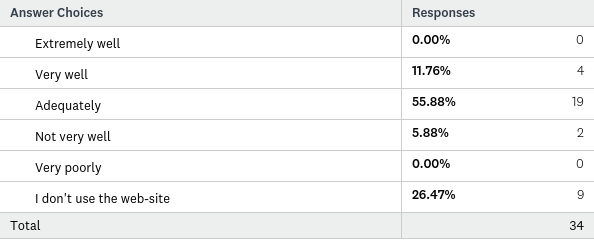 Answer Choices Responses
Extremely well 0.00% 0
Very well 11.76% 4
Adequately 55.88% 19
Not very well 5.88% 2
Very poorly 0.00% 0
I don't use the web-site 26.47% 9
Total 34